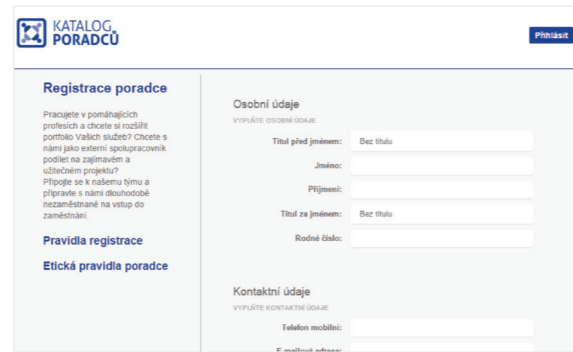 KATALOG
PORADCŮ
Přihlásit
Registrace poradce
Pracujete v pomáhajících
profesích a chcete si rozšířit
portfolio Vašich služeb? Chcete s
námi jako externí spolupracovník
podílet na zajímavém a
užitečném projektu?
Připojte se k našemu týmu a
připravte s námi dlouhodobě
nezaměstnané na vstup do
zaměstnání.
Pravidla registrace
Etická pravidla poradce
Osobní údaje
VYPLŇTE OSOBNÍ ÚDAJE
Titul před jménem: Bez titulu
Jméno:
Příjmení:
Titul za jménem: Bez titulu
Rodné číslo:
Kontaktní údaje
VYPLŇTE KONTAKTNÍ ÚDAJE
Telefon mobilní:
E-mailová adresa: